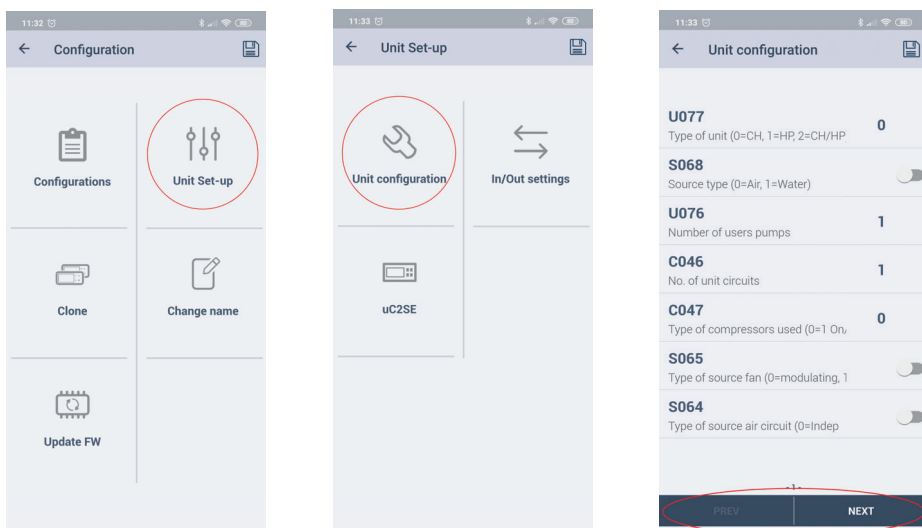 11:32
Configuration
Configurations
Unit Set-up
Clone
Change name
Update FW
11:33
Unit Set-up
Unit configuration
In/Out settings
uC2SE
11:33
Unit configuration
U077
Type of unit (0=CH, 1=HP, 2=CH/HP
0
S068
Source type (0=Air, 1=Water)
U076
Number of users pumps
1
C046
No. of unit circuits
1
C047
Type of compressors used (0=1 On/
0
S065
Type of source fan (0=modulating, 1
S064
Type of source air circuit (0=Indep
-1-
PREV
NEXT